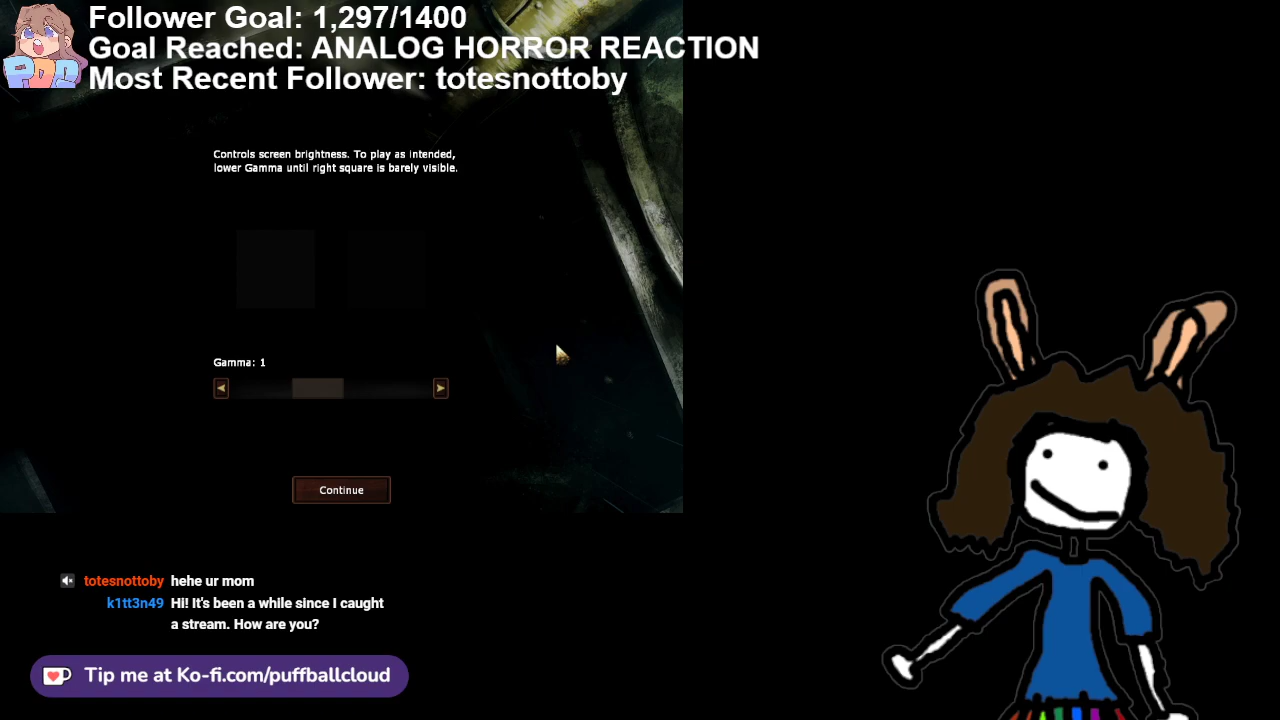 Follower Goal: 1,297/1400
Goal Reached: ANALOG HORROR REACTION
Most Recent Follower: totesnottoby
Controls screen brightness. To play as intended,
lower Gamma until right square is barely visible.
Gamma: 1
Continue
totesnottoby hehe ur mom
k1tt3n49 Hi! It's been a while since I caught
a stream. How are you?
Tip me at Ko-fi.com/puffballcloud